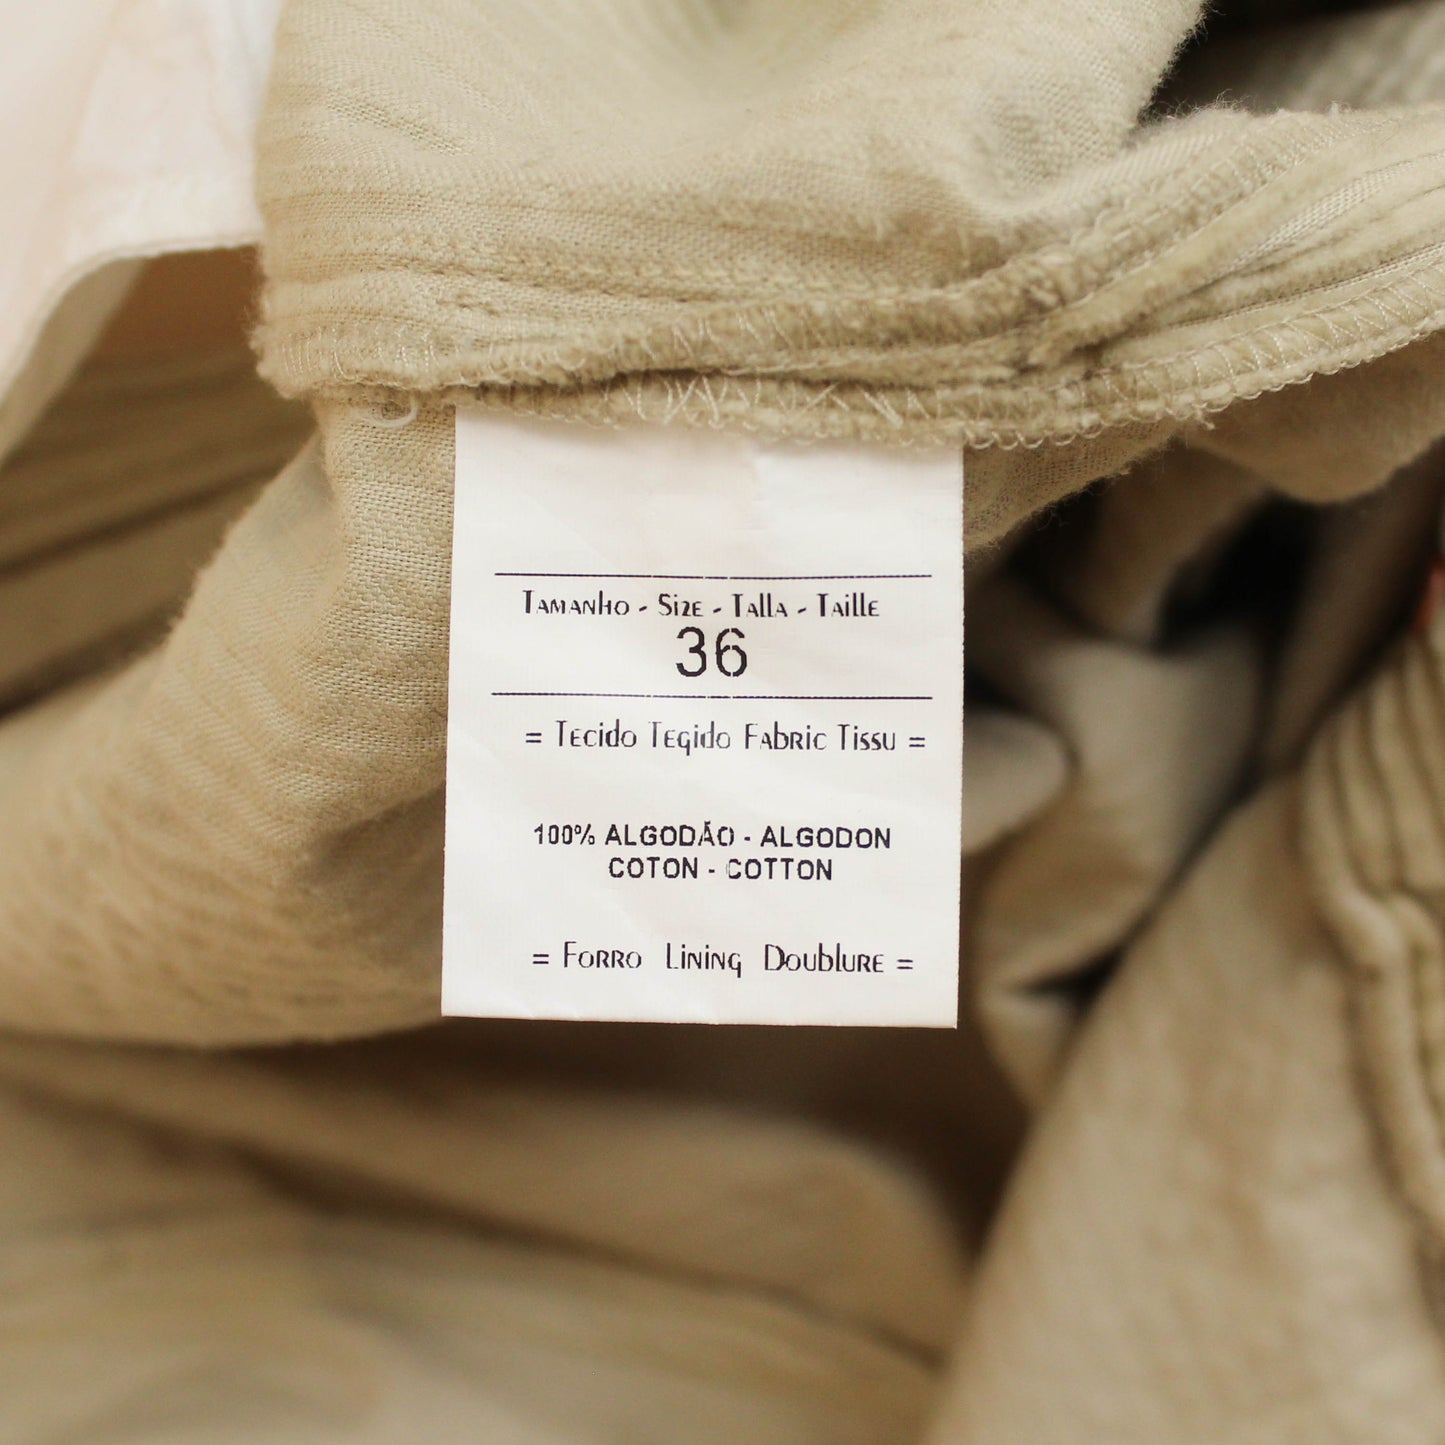 Tamanho - Size - Talla - Taille
36
= Tecido Tegido Fabric Tissu =
100% ALGODÃO - ALGODON
COTON - COTTON
= Forro Lining Doublure =